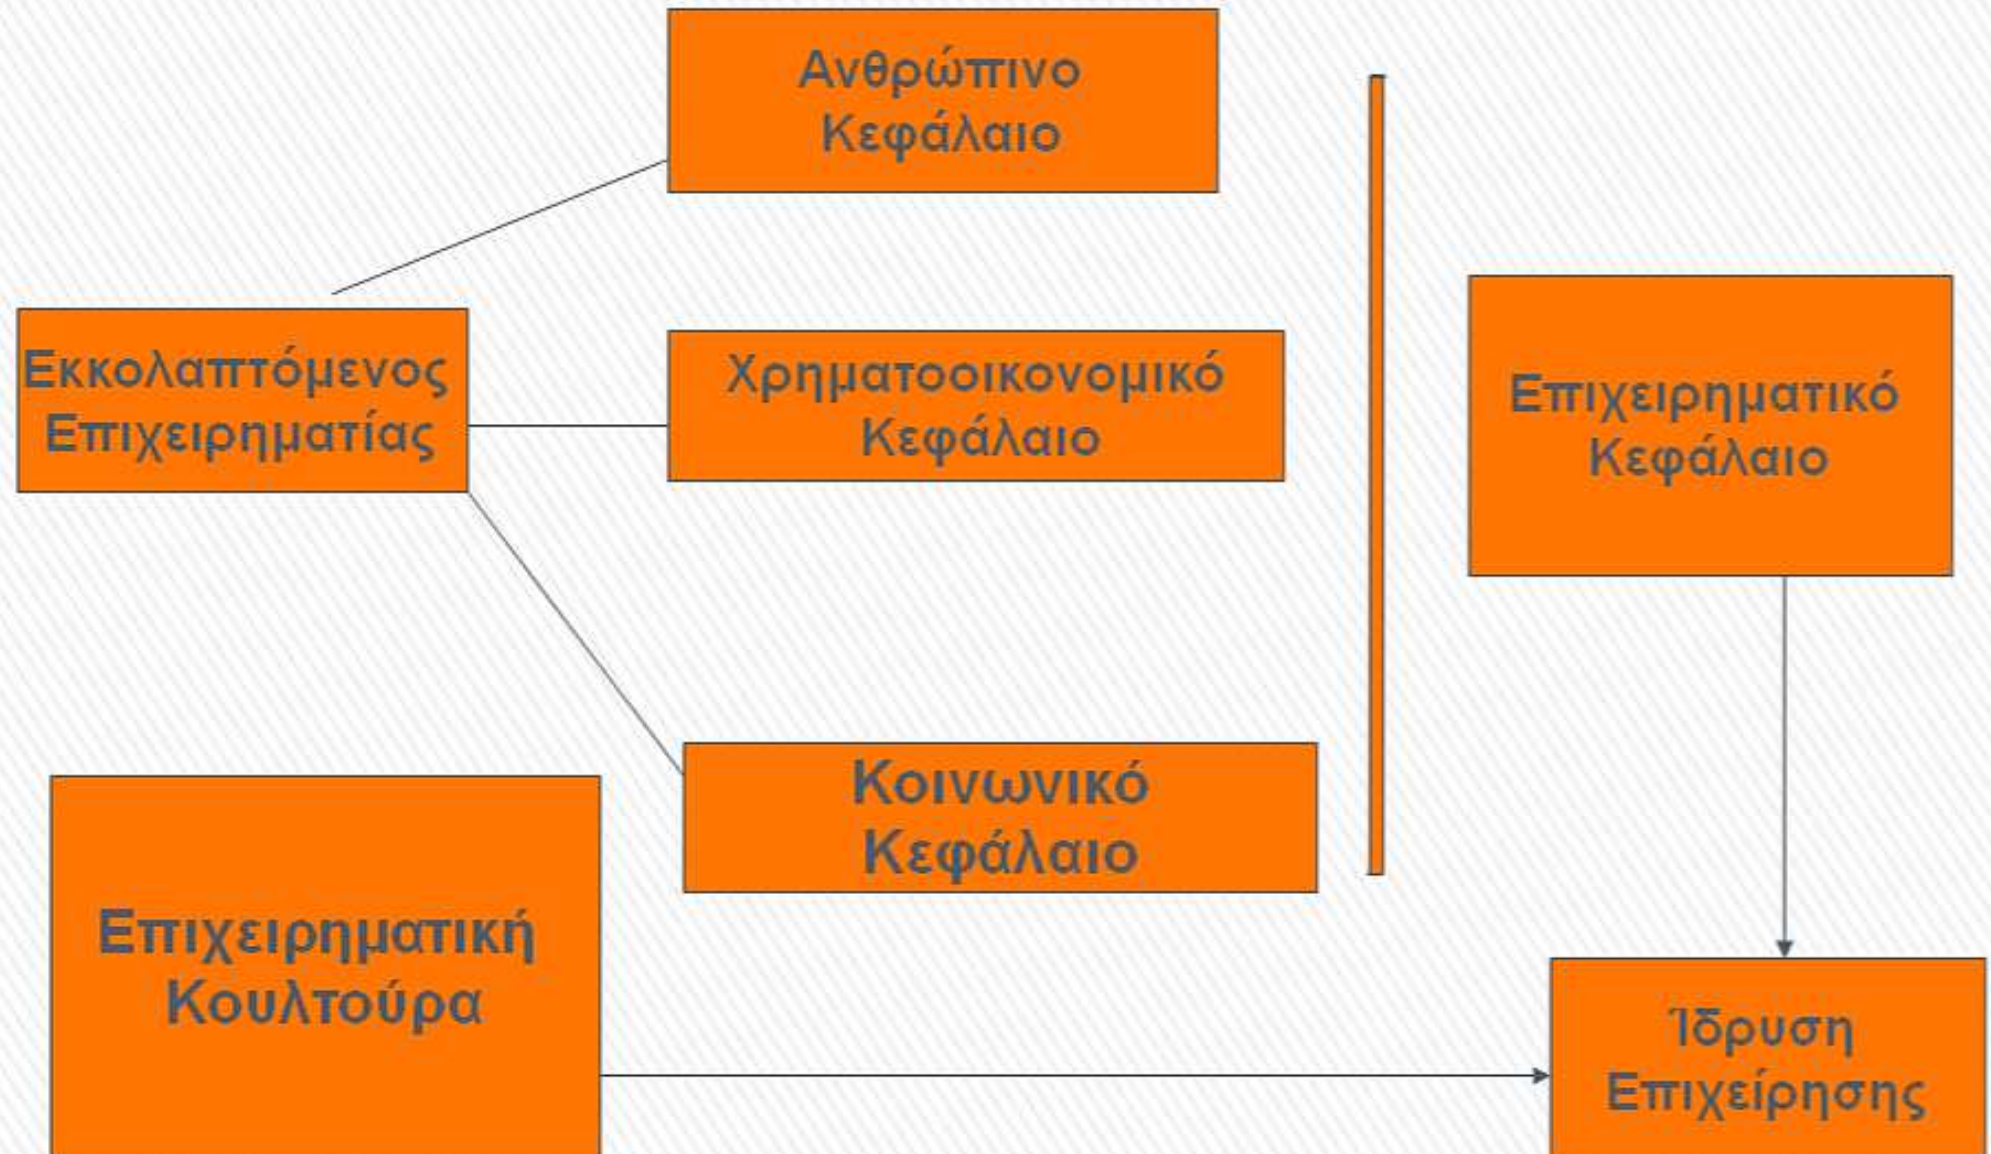 Ανθρώπινο
Κεφάλαιο
Εκκολαπτόμενος
Επιχειρηματίας
Χρηματοοικονομικό
Κεφάλαιο
Επιχειρηματικό
Κεφάλαιο
Κοινωνικό
Κεφάλαιο
Επιχειρηματική
Κουλτούρα
Ίδρυση
Επιχείρησης